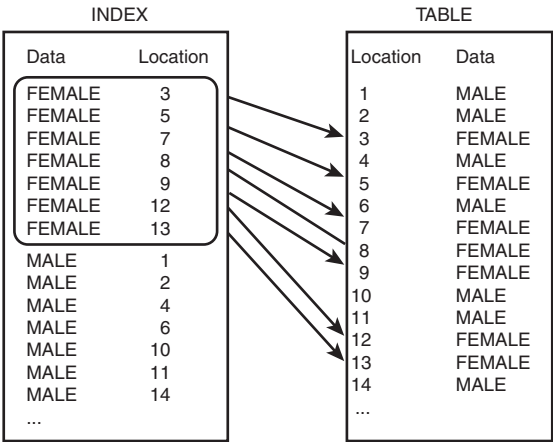 INDEX
Data Location
FEMALE 3
FEMALE 5
FEMALE 7
FEMALE 8
FEMALE 9
FEMALE 12
FEMALE 13
MALE 1
MALE 2
MALE 4
MALE 6
MALE 10
MALE 11
MALE 14
...
TABLE
Location Data
1 MALE
2 MALE
3 FEMALE
4 MALE
5 FEMALE
6 MALE
7 FEMALE
8 FEMALE
9 FEMALE
10 MALE
11 MALE
12 FEMALE
13 FEMALE
14 MALE
...